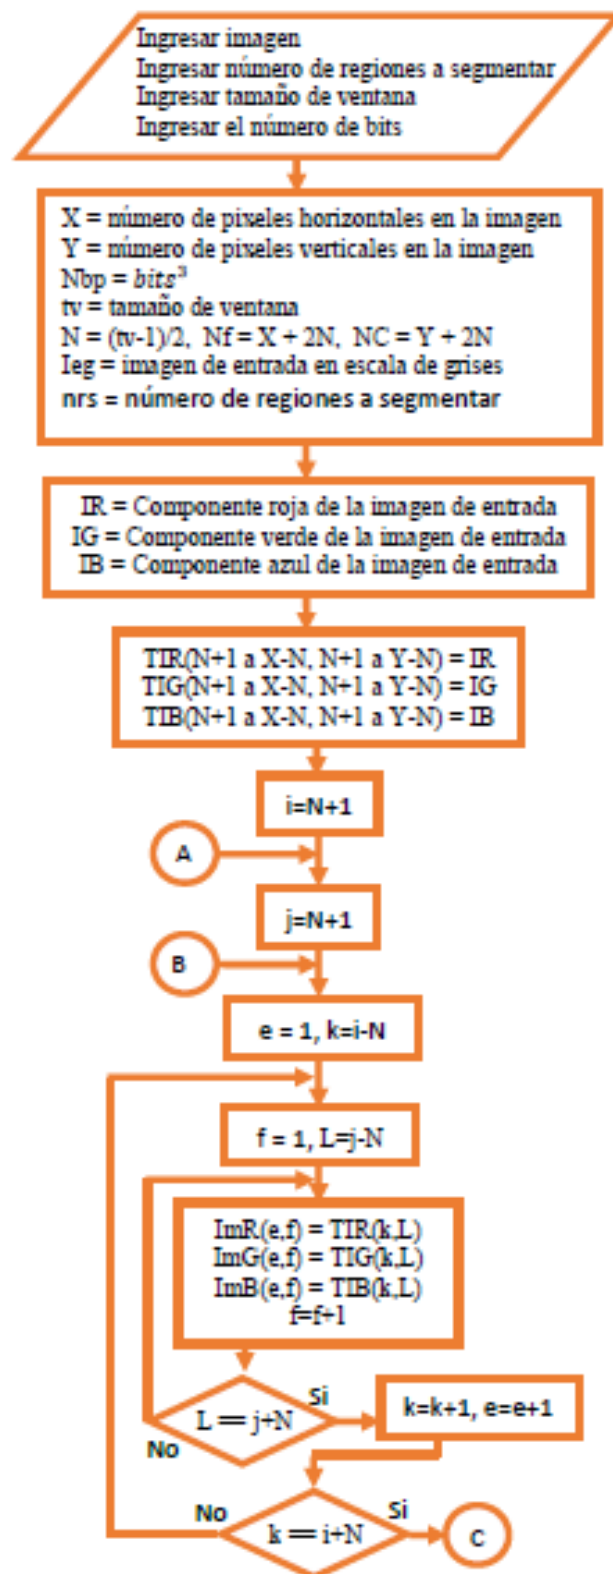 Ingresar imagen
Ingresar número de regiones a segmentar
Ingresar tamaño de ventana
Ingresar el número de bits
X = número de pixeles horizontales en la imagen
Y = número de pixeles verticales en la imagen
Nbp = bits³
tv = tamaño de ventana
N = (tv-1)/2, Nf = X + 2N, NC = Y + 2N
Ieg = imagen de entrada en escala de grises
nrs = número de regiones a segmentar
IR = Componente roja de la imagen de entrada
IG = Componente verde de la imagen de entrada
IB = Componente azul de la imagen de entrada
TIR(N+1 a X-N, N+1 a Y-N) = IR
TIG(N+1 a X-N, N+1 a Y-N) = IG
TIB(N+1 a X-N, N+1 a Y-N) = IB
i=N+1
A
j=N+1
B
e = 1, k=i-N
f = 1, L=j-N
ImR(e,f) = TIR(k,L)
ImG(e,f) = TIG(k,L)
ImB(e,f) = TIB(k,L)
f=f+1
L == j+N
Si
No
k=k+1, e=e+1
No
k == i+N
Si
C